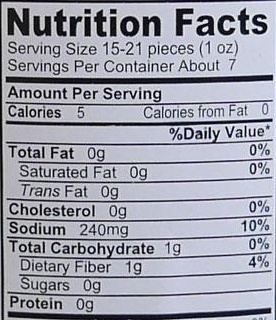 Nutrition Facts
Serving Size 15-21 pieces (1 oz)
Servings Per Container About 7
Amount Per Serving
Calories 5 Calories from Fat 0
%Daily Value*
Total Fat 0g 0%
Saturated Fat 0g 0%
Trans Fat 0g
Cholesterol 0g 0%
Sodium 240mg 10%
Total Carbohydrate 1g 0%
Dietary Fiber 1g 4%
Sugars 0g
Protein 0g